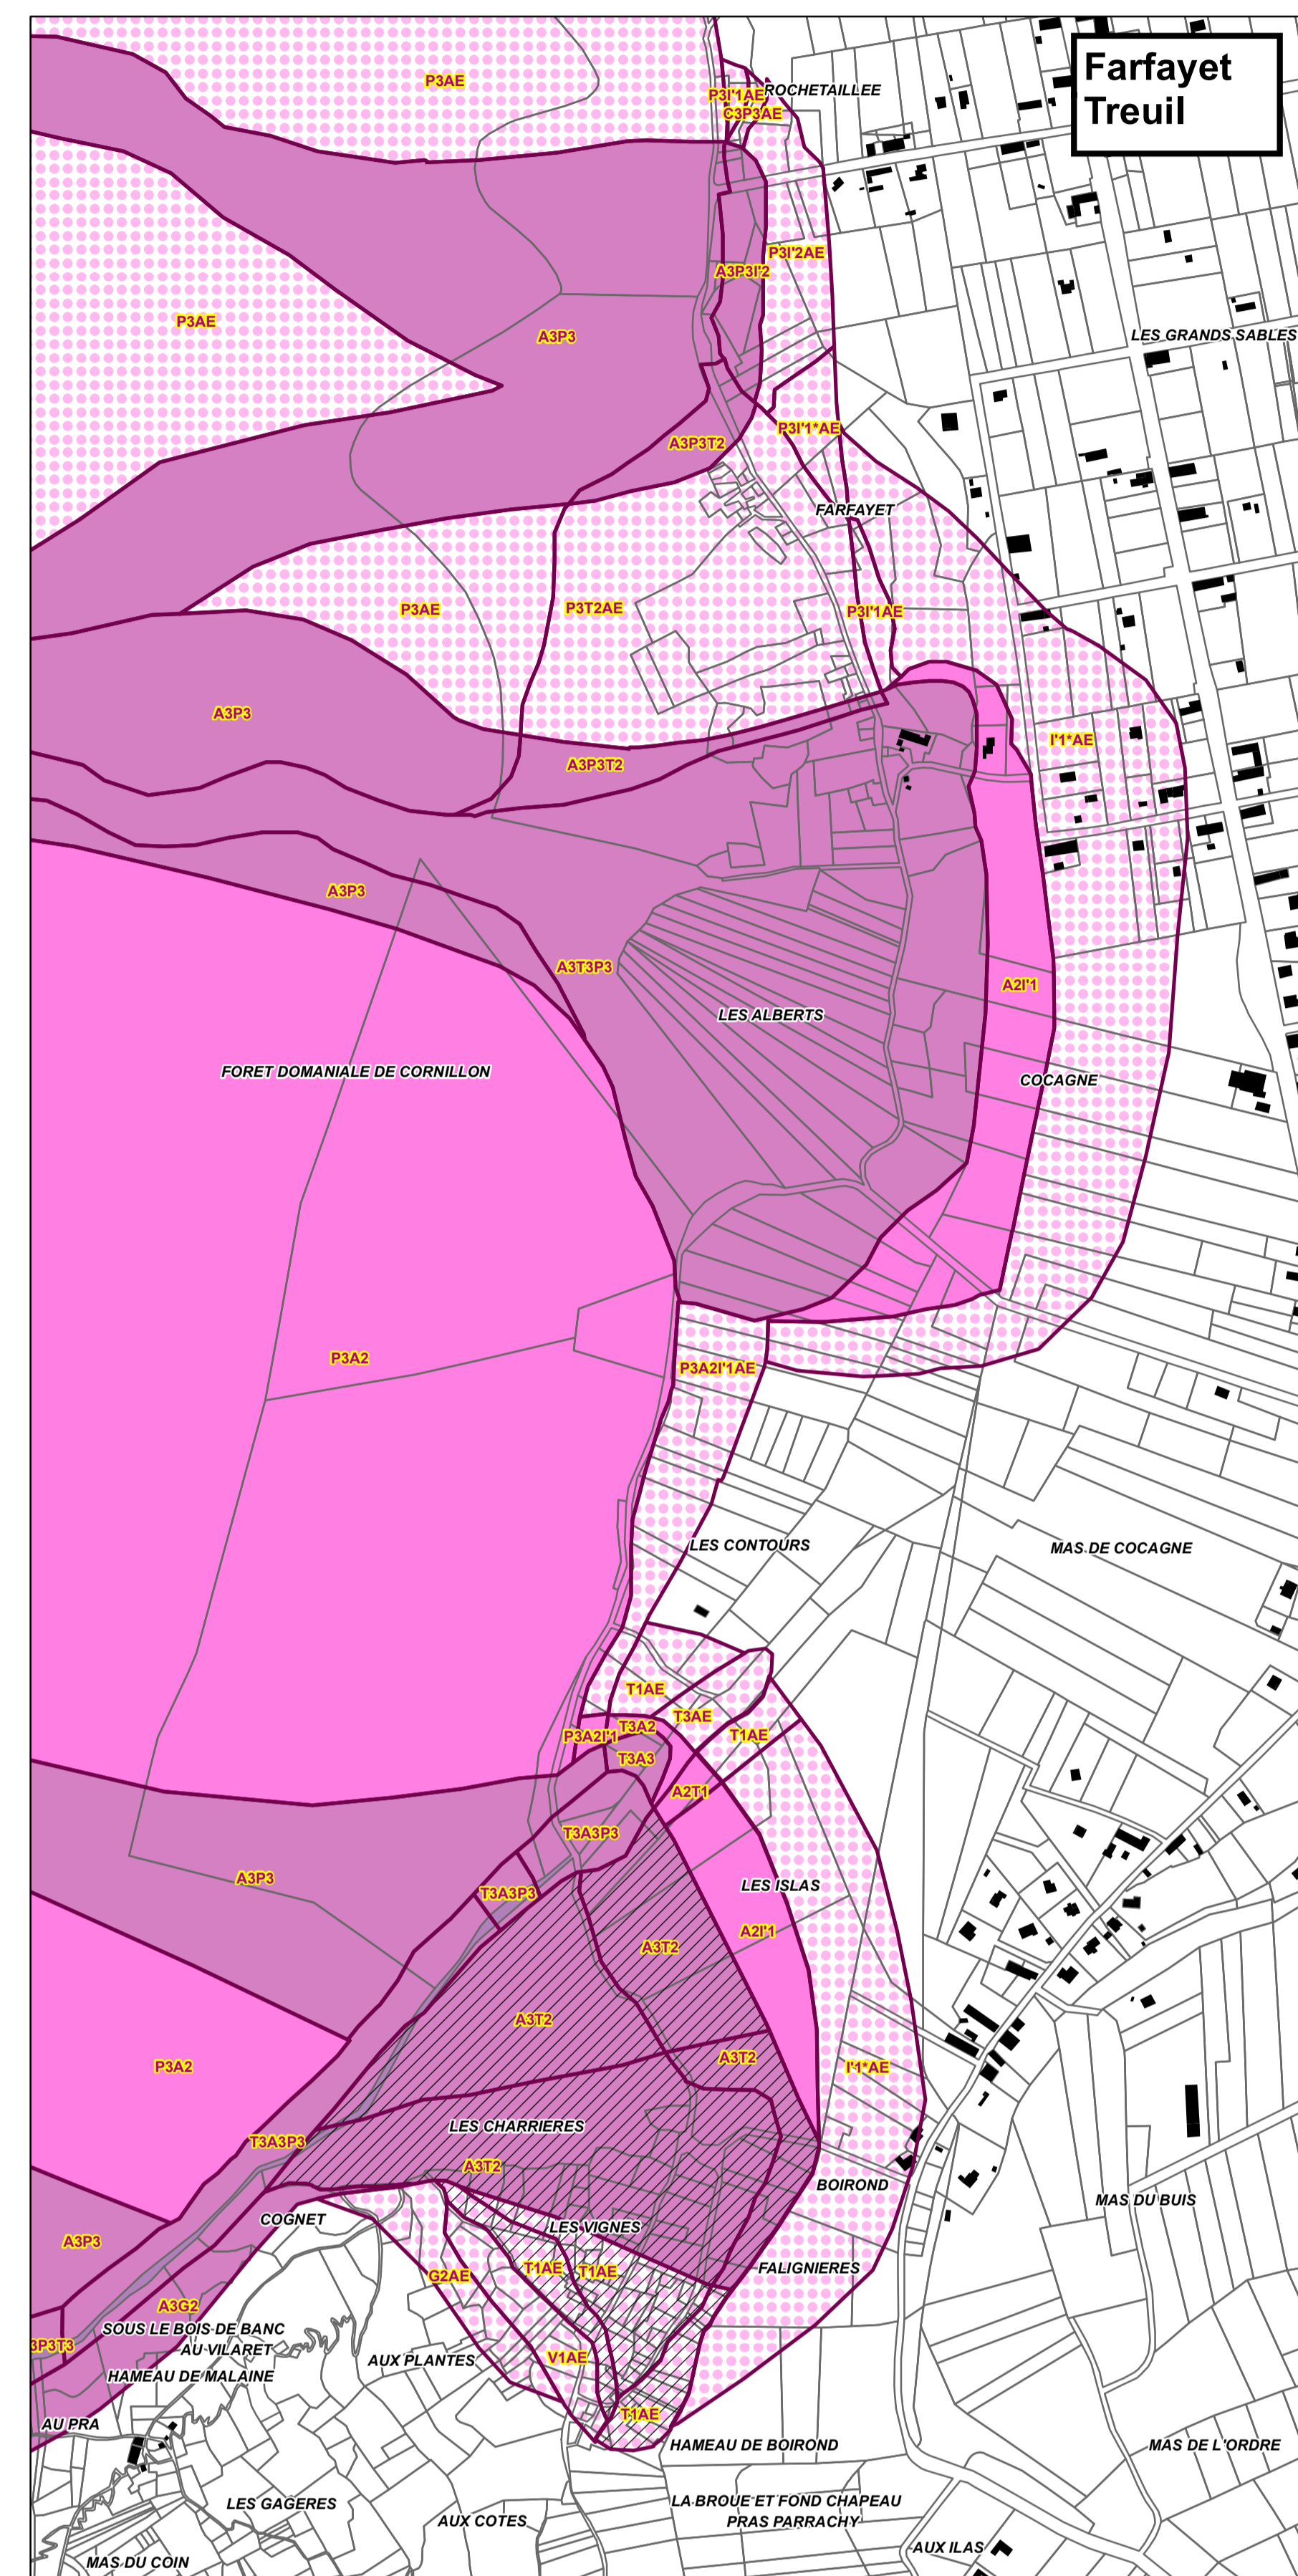 Farfayet
Treuil
P3AE
P3I'1AE
ROCHETAILLEE
C3P3AE
P3I'2AE
A3P3I'2
P3AE
A3P3
LES GRANDS SABLES
P3I'1*AE
A3P3T2
FARFAYET
P3AE
P3T2AE
P3I'1AE
A3P3
I'1*AE
A3P3T2
A3P3
A3T3P3
A2I'1
LES ALBERTS
FORET DOMANIALE DE CORNILLON
COCAGNE
P3A2
P3A2I'1AE
LES CONTOURS
MAS DE COCAGNE
T1AE
T3AE
T3A2
P3A2I'1
T1AE
T3A3
A2T1
T3A3P3
A3P3
LES ISLAS
T3A3P3
A2I'1
A3T2
A3T2
A3T2
P3A2
I'1*AE
LES CHARRIERES
T3A3P3
A3T2
BOIROND
MAS DU BUIS
COGNET
LES VIGNES
A3P3
FALIGNIERES
T1AE
T1AE
G2AE
A3G2
SOUS LE BOIS DE BANC
3P3T3
AU VILARET
V1AE
AUX PLANTES
HAMEAU DE MALAINE
T1AE
AU PRA
HAMEAU DE BOIROND
MAS DE L'ORDRE
LES GAGERES
LA BROUE ET FOND CHAPEAU
AUX COTES
PRAS PARRACHY
AUX ILAS
MAS DU COIN